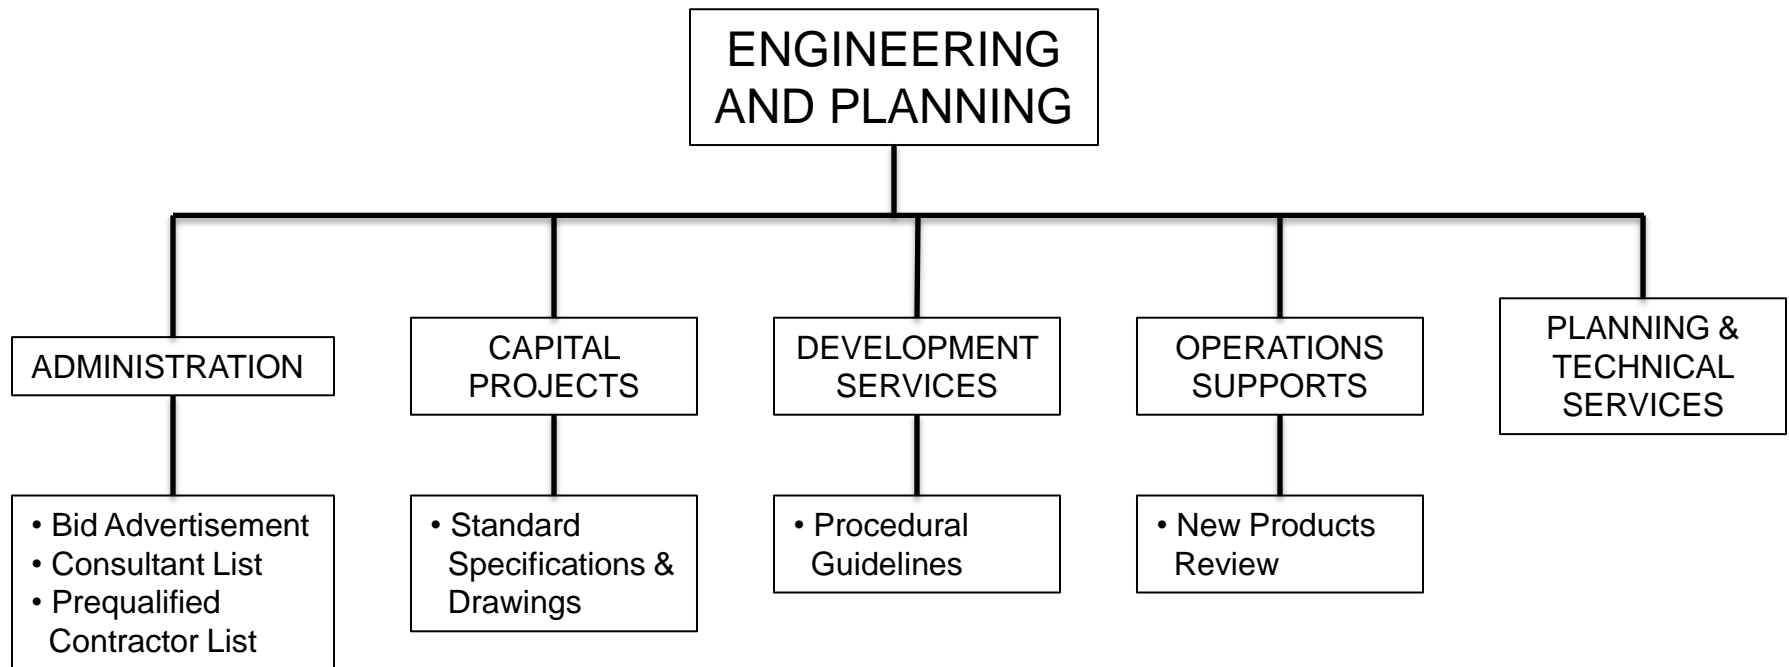 ENGINEERING
AND PLANNING
ADMINISTRATION
CAPITAL
PROJECTS
DEVELOPMENT
SERVICES
OPERATIONS
SUPPORTS
PLANNING &
TECHNICAL
SERVICES
• Bid Advertisement
• Consultant List
• Prequalified
Contractor List
• Standard
Specifications &
Drawings
• Procedural
Guidelines
• New Products
Review